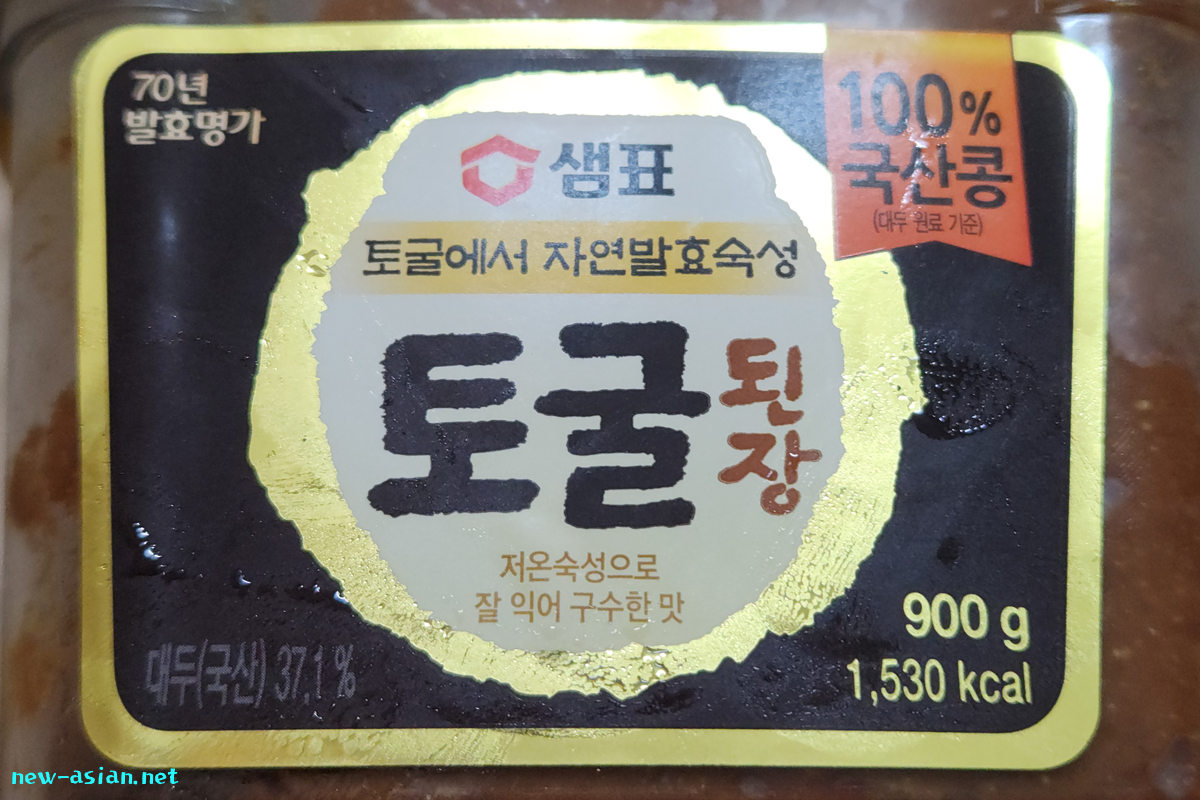 70년
발효명가
샘표
100%
국산콩
(대두 원료 기준)
토굴에서 자연발효숙성
토굴
된장
저온숙성으로
잘 익어 구수한 맛
대두(국산) 37.1 %
900 g
1,530 kcal
new-asian.net